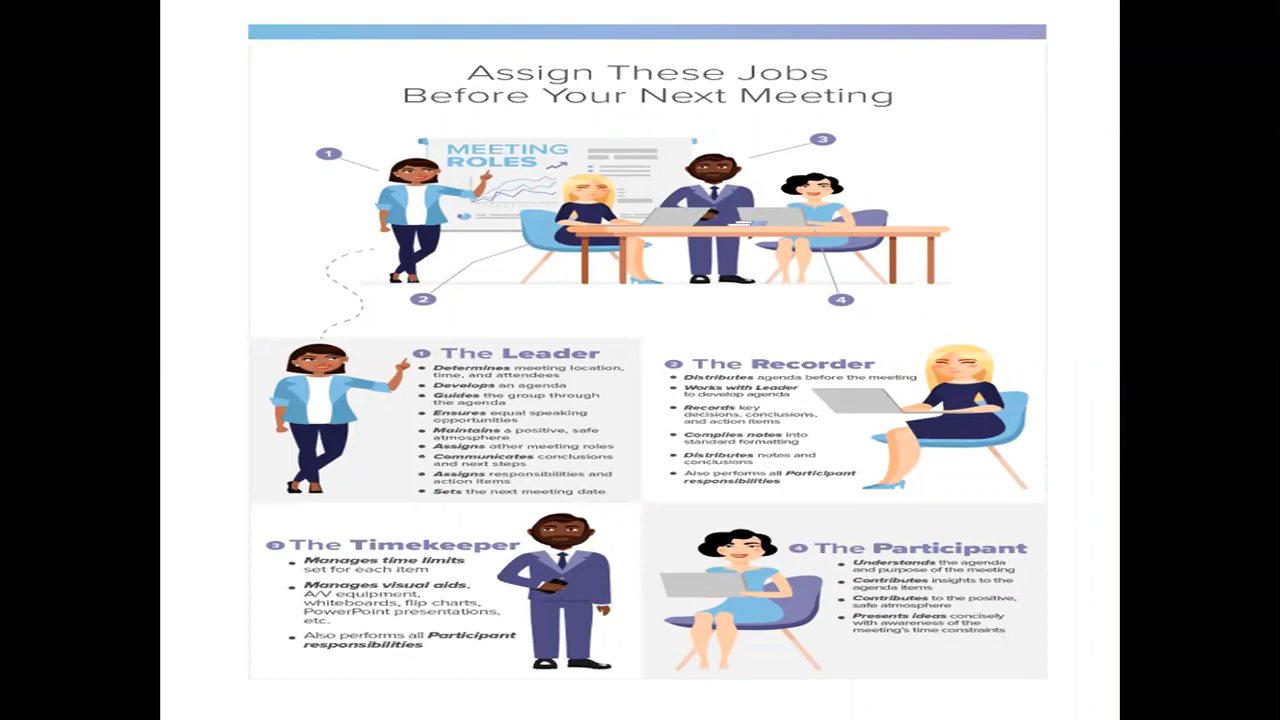 Assign These Jobs
Before Your Next Meeting
1
3
MEETING
ROLES
2
4
1 The Leader
• Determines meeting location,
time, and attendees
• Develops an agenda
• Guides the group through
the agenda
• Ensures equal speaking
opportunities
• Maintains a positive, safe
atmosphere
• Assigns other meeting roles
• Communicates conclusions
and next steps
• Assigns responsibilities and
action items
• Sets the next meeting date
2 The Recorder
• Distributes agenda before the meeting
• Works with Leader
to develop agenda
• Records key
decisions, conclusions,
and action items
• Compiles notes into
standard formatting
• Distributes notes and
conclusions
• Also performs all Participant
responsibilities
3 The Timekeeper
• Manages time limits
set for each item
• Manages visual aids,
A/V equipment,
whiteboards, flip charts,
PowerPoint presentations,
etc.
• Also performs all Participant
responsibilities
4 The Participant
• Understands the agenda
and purpose of the meeting
• Contributes insights to the
agenda items
• Contributes to the positive,
safe atmosphere
• Presents ideas concisely
with awareness of the
meeting's time constraints